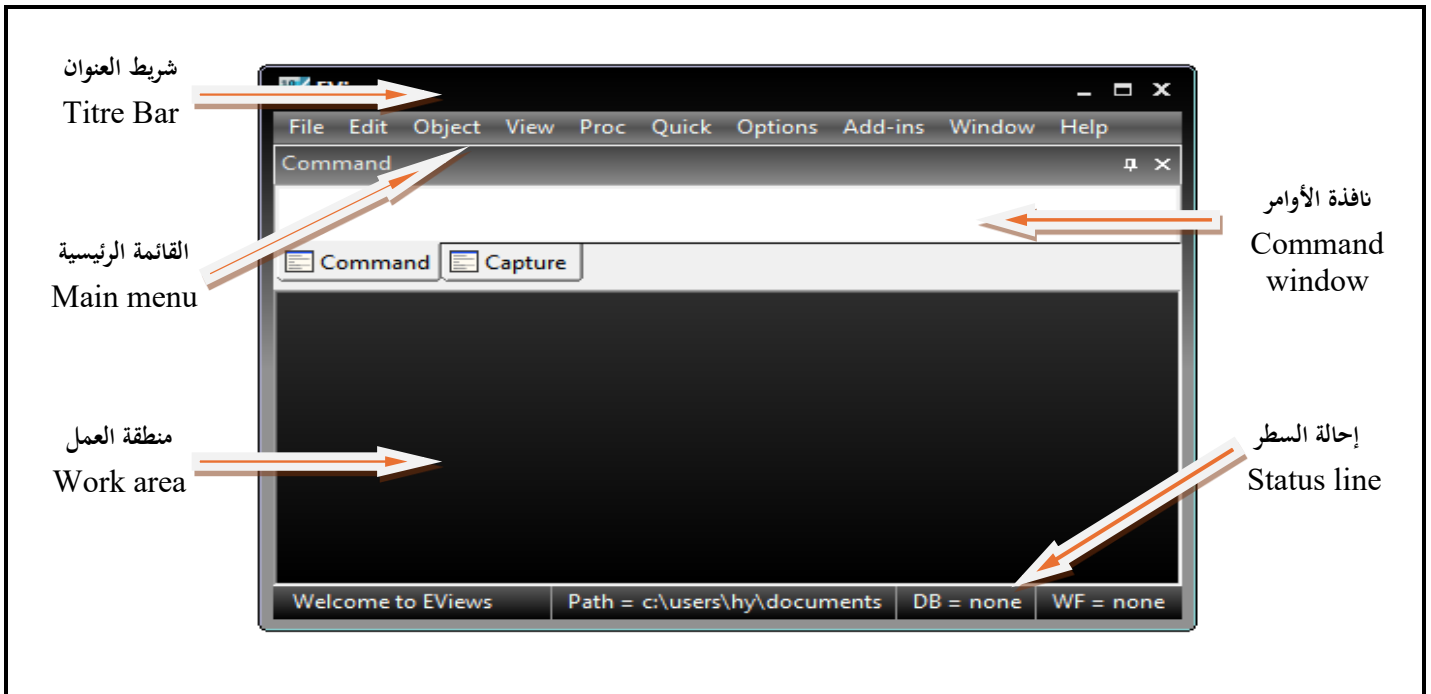 شريط العنوان
Titre Bar
File Edit Object View Proc Quick Options Add-ins Window Help
Command
نافذة الأوامر
Command
window
القائمة الرئيسية
Main menu
Command Capture
منطقة العمل
Work area
إحالة السطر
Status line
Welcome to EViews Path = c:\users\hy\documents DB = none WF = none